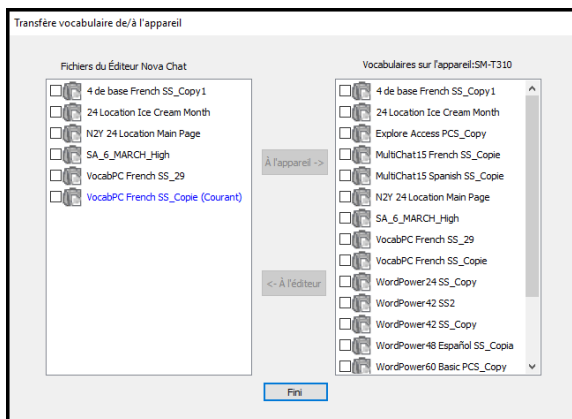 Transfère vocabulaire de/à l'appareil
Fichiers du Éditeur Nova Chat
4 de base French SS_Copy1
24 Location Ice Cream Month
N2Y 24 Location Main Page
SA_6_MARCH_High
VocabPC French SS_29
VocabPC French SS_Copie (Courant)
À l'appareil ->
<- À l'éditeur
Vocabulaires sur l'appareil:SM-T310
4 de base French SS_Copy1
24 Location Ice Cream Month
Explore Access PCS_Copy
MultiChat15 French SS_Copie
MultiChat15 Spanish SS_Copie
N2Y 24 Location Main Page
SA_6_MARCH_High
VocabPC French SS_29
VocabPC French SS_Copie
WordPower24 SS_Copy
WordPower42 SS2
WordPower42 SS_Copy
WordPower48 Español SS_Copia
WordPower60 Basic PCS_Copy
Fini